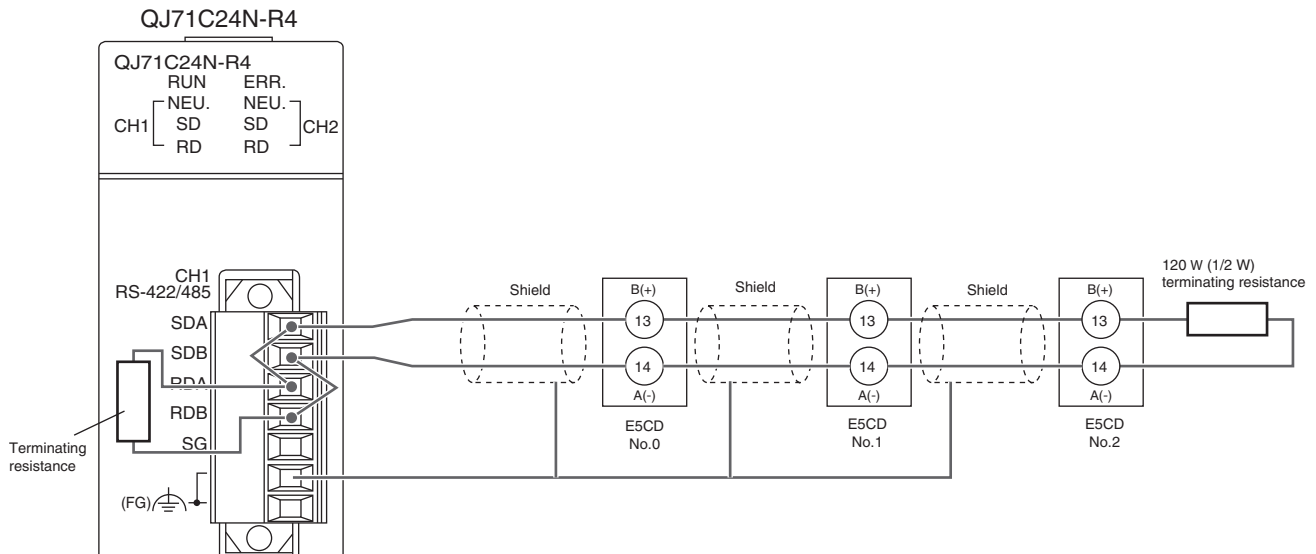 QJ71C24N-R4
QJ71C24N-R4
RUN ERR.
NEU. NEU.
CH1 SD SD CH2
RD RD
CH1
RS-422/485
SDA
SDB
RDA
RDB
SG
(FG)
Terminating
resistance
Shield
B(+)
13
14
A(-)
E5CD
No.0
Shield
B(+)
13
14
A(-)
E5CD
No.1
Shield
B(+)
13
14
A(-)
E5CD
No.2
120 W (1/2 W)
terminating resistance